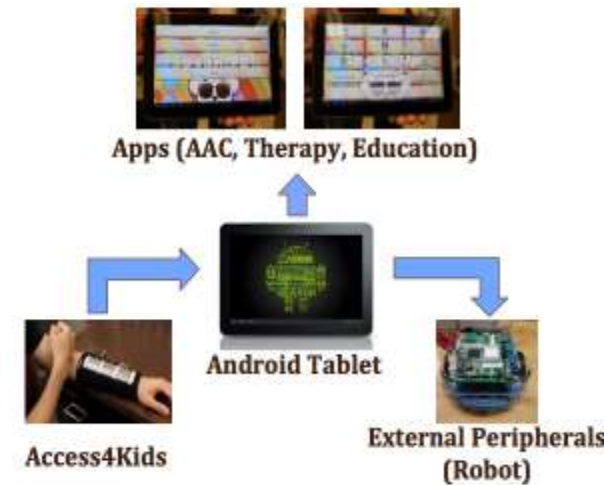 Apps (AAC, Therapy, Education)
Android Tablet
Access4Kids
External Peripherals
(Robot)